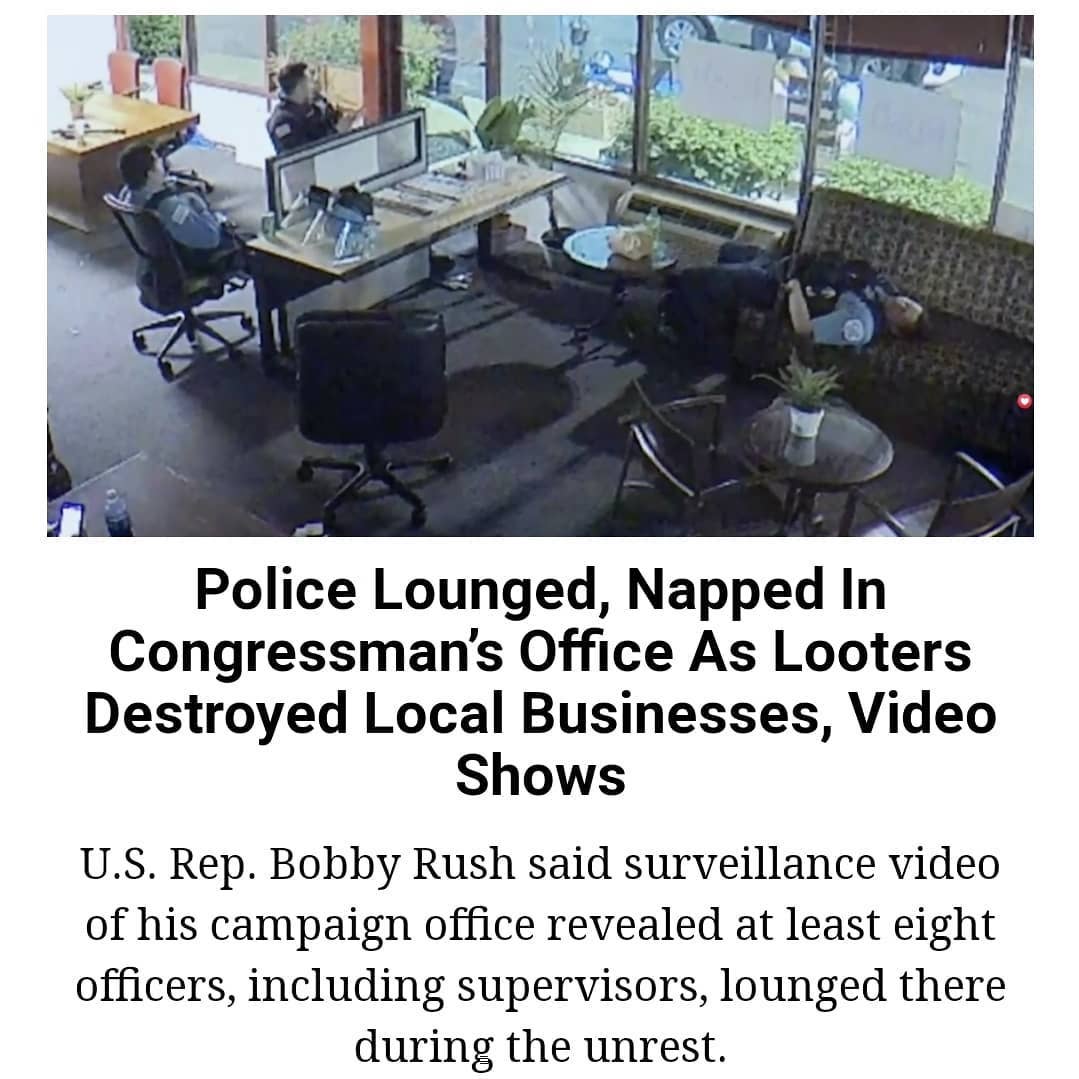 Police Lounged, Napped In
Congressman’s Office As Looters
Destroyed Local Businesses, Video
Shows
U.S. Rep. Bobby Rush said surveillance video
of his campaign office revealed at least eight
officers, including supervisors, lounged there
during the unrest.